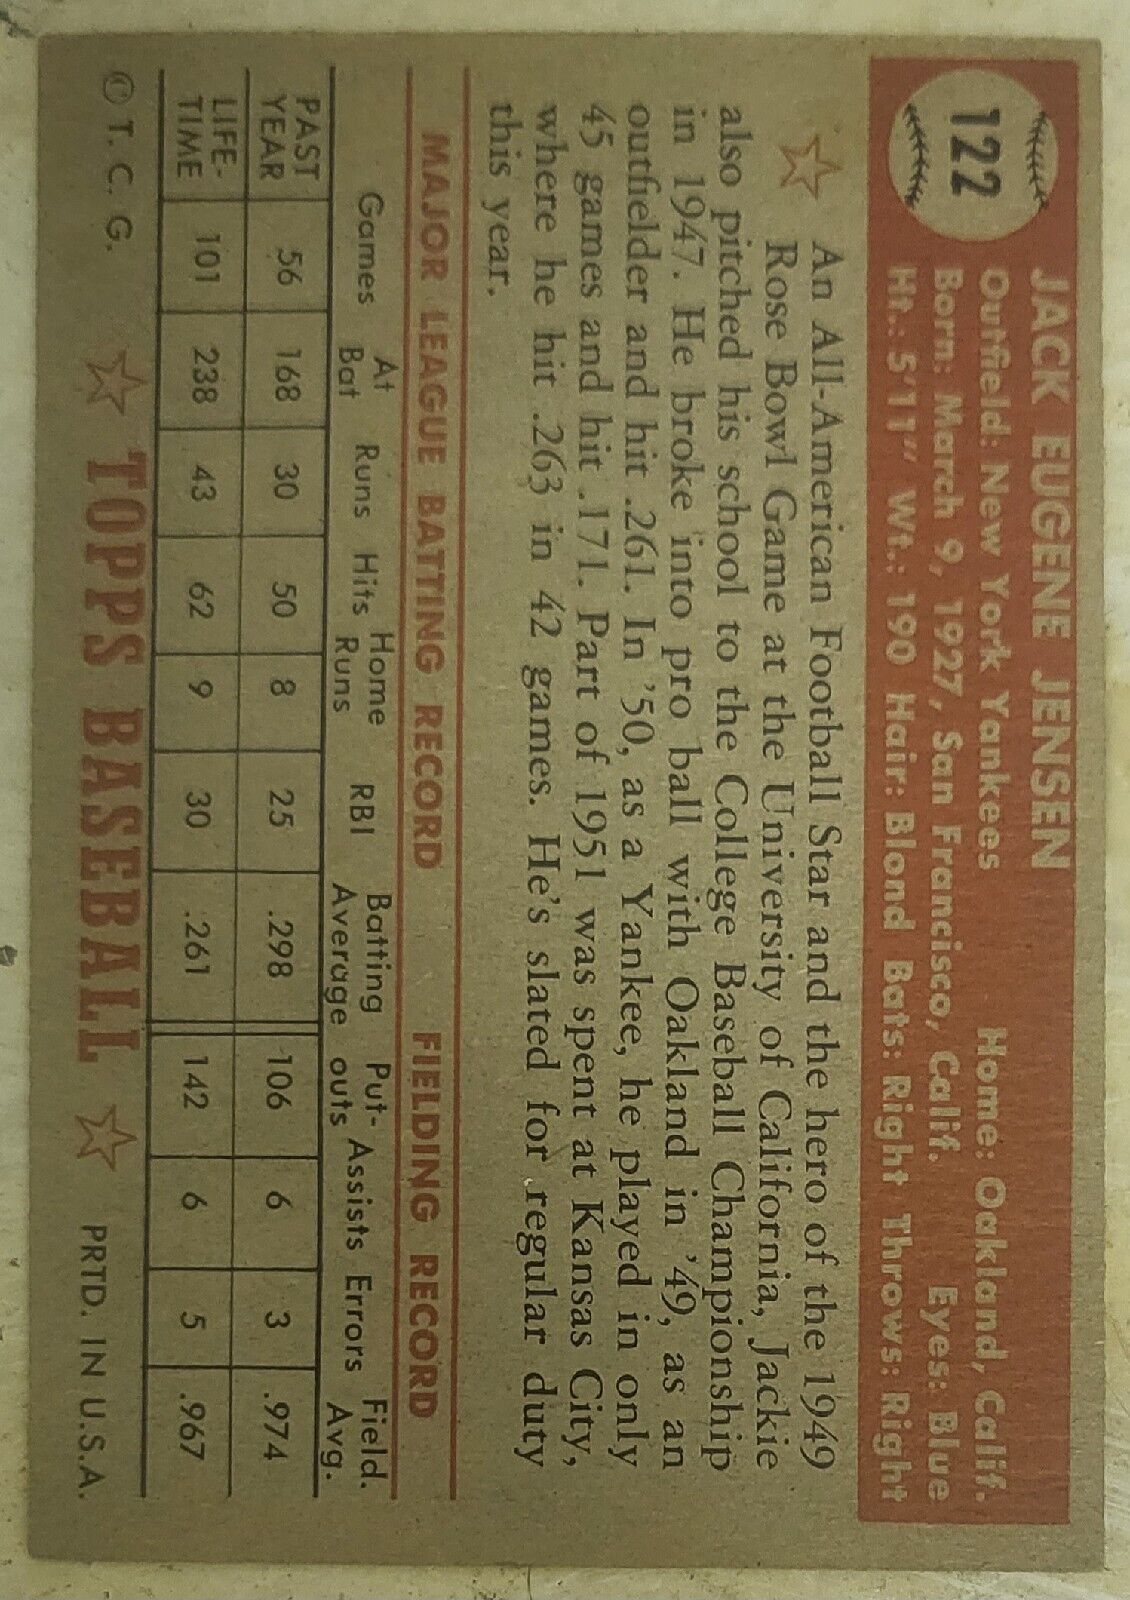 122
JACK EUGENE JENSEN
Outfield: New York Yankees Home: Oakland, Calif.
Born: March 9, 1927, San Francisco, Calif. Eyes: Blue
Ht.: 5'11" Wt.: 190 Hair: Blond Bats: Right Throws: Right
An All-American Football Star and the hero of the 1949
Rose Bowl Game at the University of California, Jackie
also pitched his school to the College Baseball Championship
in 1947. He broke into pro ball with Oakland in '49, as an
outfielder and hit .261. In '50, as a Yankee, he played in only
45 games and hit .171. Part of 1951 was spent at Kansas City,
where he hit .263 in 42 games. He's slated for regular duty
this year.
MAJOR LEAGUE BATTING RECORD FIELDING RECORD
Games At Bat Runs Hits Home Runs RBI Batting Average Put-outs Assists Errors Field. Avg.
PAST YEAR 56 168 30 50 8 25 .298 106 6 3 .974
LIFE-TIME 101 238 43 62 9 30 .261 142 6 5 .967
© T. C. G. TOPPS BASEBALL PRTD. IN U.S.A.